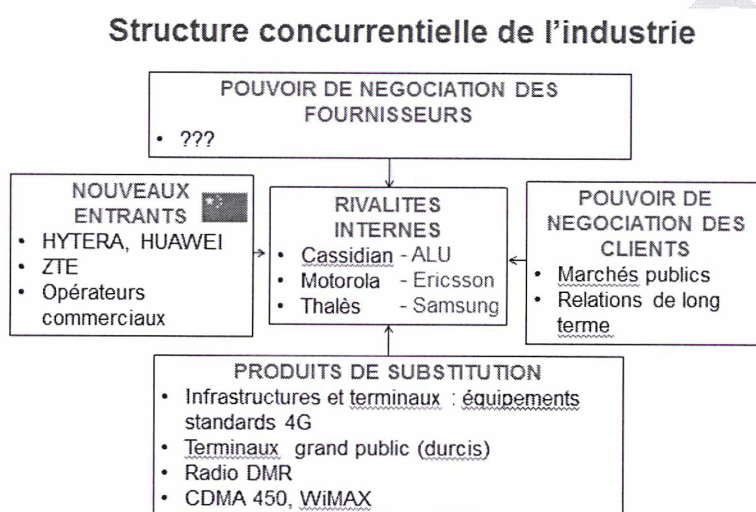 Structure concurrentielle de l'industrie
POUVOIR DE NEGOCIATION DES
FOURNISSEURS
• ???
NOUVEAUX
ENTRANTS
• HYTERA, HUAWEI
• ZTE
• Opérateurs
commerciaux
RIVALITES
INTERNES
• Cassidian - ALU
• Motorola - Ericsson
• Thalès - Samsung
POUVOIR DE
NEGOCIATION DES
CLIENTS
• Marchés publics
• Relations de long
terme
PRODUITS DE SUBSTITUTION
• Infrastructures et terminaux : équipements
standards 4G
• Terminaux grand public (durcis)
• Radio DMR
• CDMA 450, WiMAX